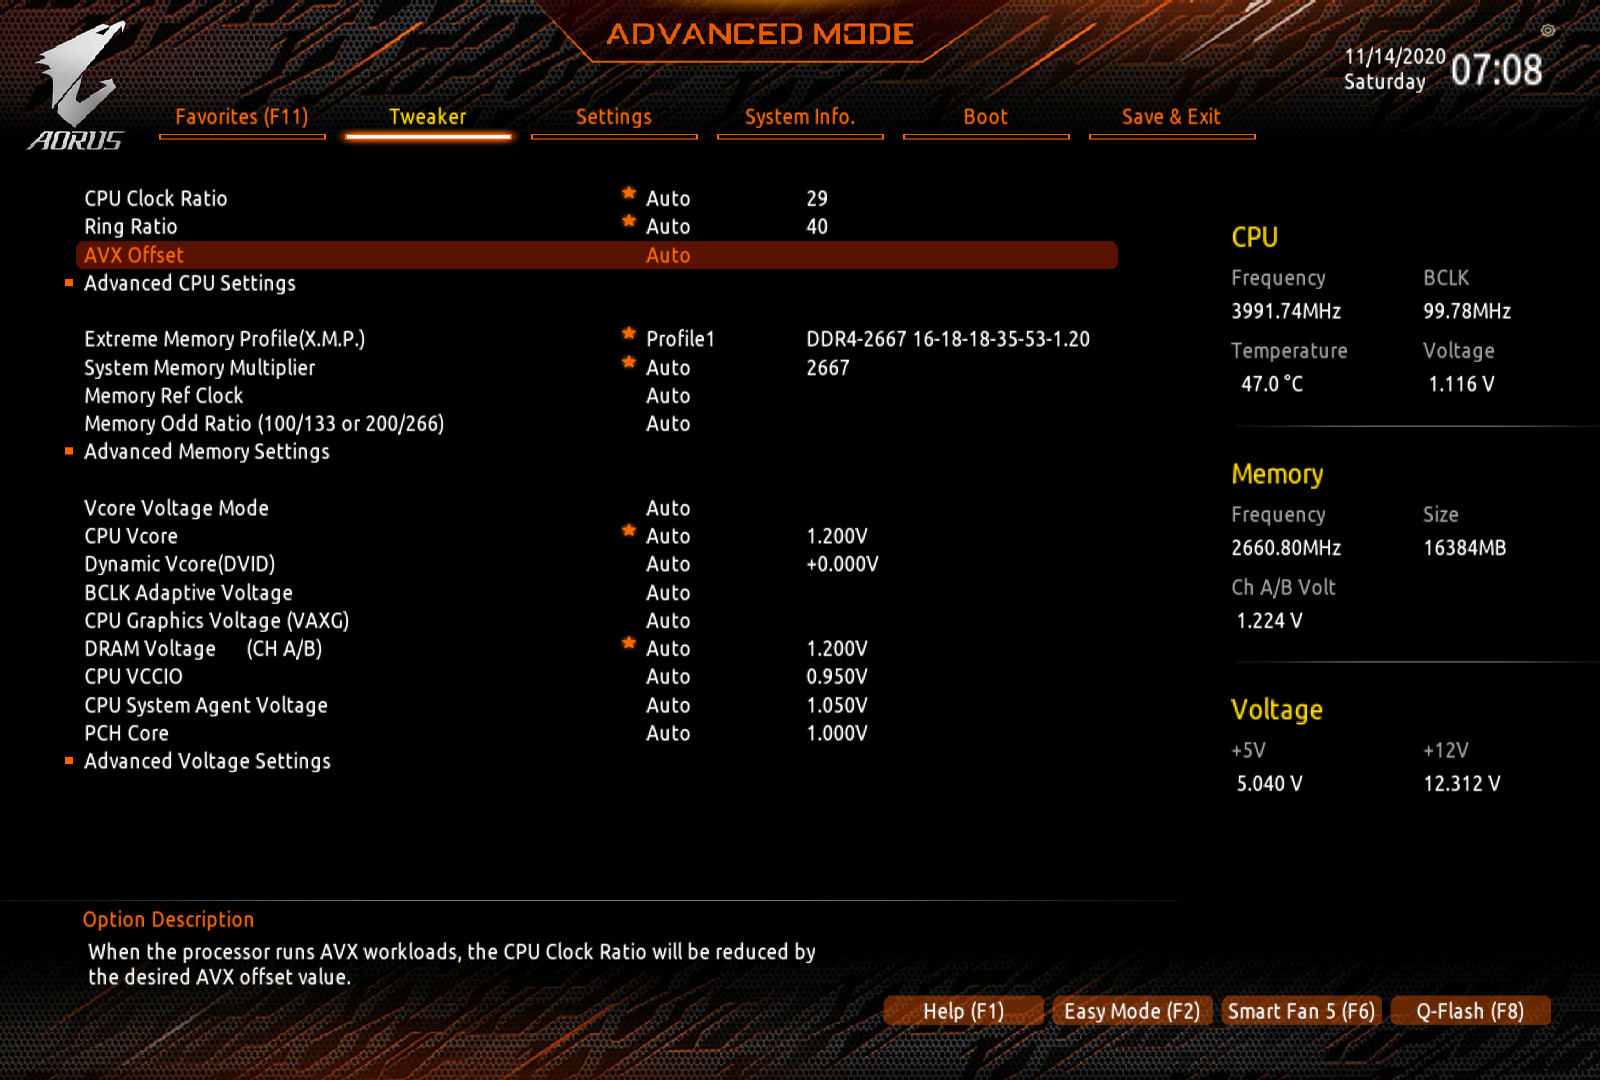 ADVANCED MODE
11/14/2020 07:08
Saturday
AORUS
Favorites (F11) Tweaker Settings System Info. Boot Save & Exit
CPU Clock Ratio Auto 29
Ring Ratio Auto 40
AVX Offset Auto
Advanced CPU Settings
Extreme Memory Profile(X.M.P.) Profile1 DDR4-2667 16-18-18-35-53-1.20
System Memory Multiplier Auto 2667
Memory Ref Clock Auto
Memory Odd Ratio (100/133 or 200/266) Auto
Advanced Memory Settings
Vcore Voltage Mode Auto
CPU Vcore Auto 1.200V
Dynamic Vcore(DVID) Auto +0.000V
BCLK Adaptive Voltage Auto
CPU Graphics Voltage (VAXG) Auto
DRAM Voltage (CH A/B) Auto 1.200V
CPU VCCIO Auto 0.950V
CPU System Agent Voltage Auto 1.050V
PCH Core Auto 1.000V
Advanced Voltage Settings
CPU
Frequency BCLK
3991.74MHz 99.78MHz
Temperature Voltage
47.0 °C 1.116 V
Memory
Frequency Size
2660.80MHz 16384MB
Ch A/B Volt
1.224 V
Voltage
+5V +12V
5.040 V 12.312 V
Option Description
When the processor runs AVX workloads, the CPU Clock Ratio will be reduced by
the desired AVX offset value.
Help (F1) Easy Mode (F2) Smart Fan 5 (F6) Q-Flash (F8)